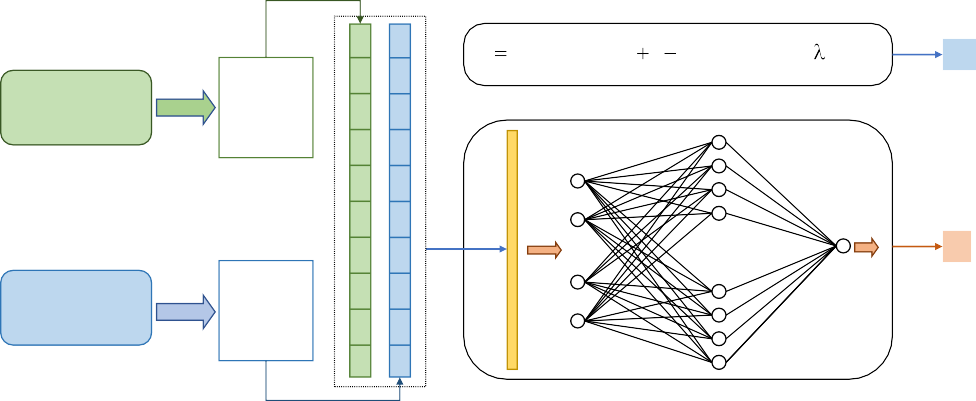 = + − λ